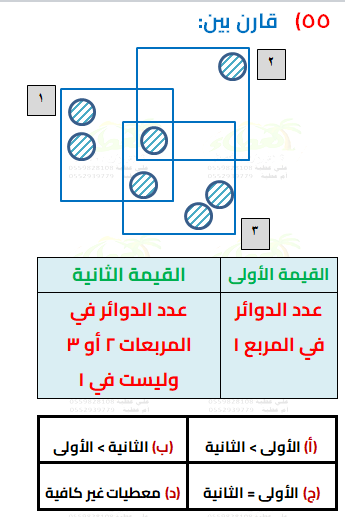 ٥٥) قارن بين:
٢
١
٣
القيمة الأولى
القيمة الثانية
عدد الدوائر في المربع ١
عدد الدوائر في
المربعات ٢ أو ٣
وليست في ١
(أ) الأولى > الثانية
(ب) الثانية > الأولى
(ج) الأولى = الثانية
(د) معطيات غير كافية